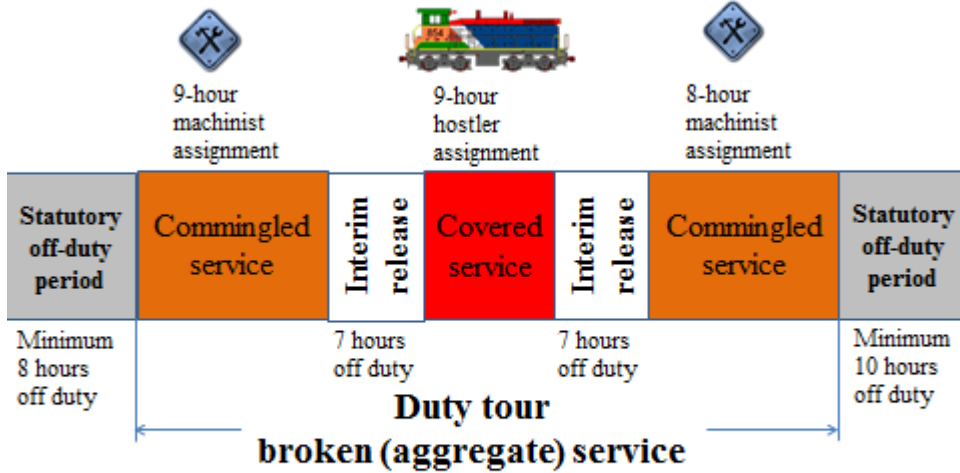 854
9-hour
machinist
assignment
9-hour
hostler
assignment
8-hour
machinist
assignment
Statutory
off-duty
period
Commingled
service
Interim
release
Covered
service
Interim
release
Commingled
service
Statutory
off-duty
period
Minimum
8 hours
off duty
7 hours
off duty
7 hours
off duty
Minimum
10 hours
off duty
Duty tour
broken (aggregate) service